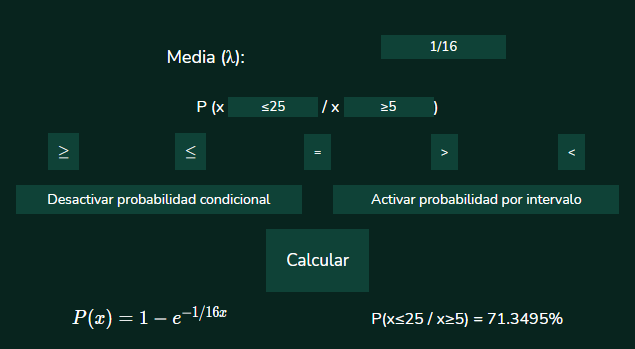 Media (λ): 1/16
P (x ≤25 / x ≥5 )
≥ ≤ = > <
Desactivar probabilidad condicional Activar probabilidad por intervalo
Calcular
P(x) = 1 − e^{−1/16x} P(x≤25 / x≥5) = 71.3495%